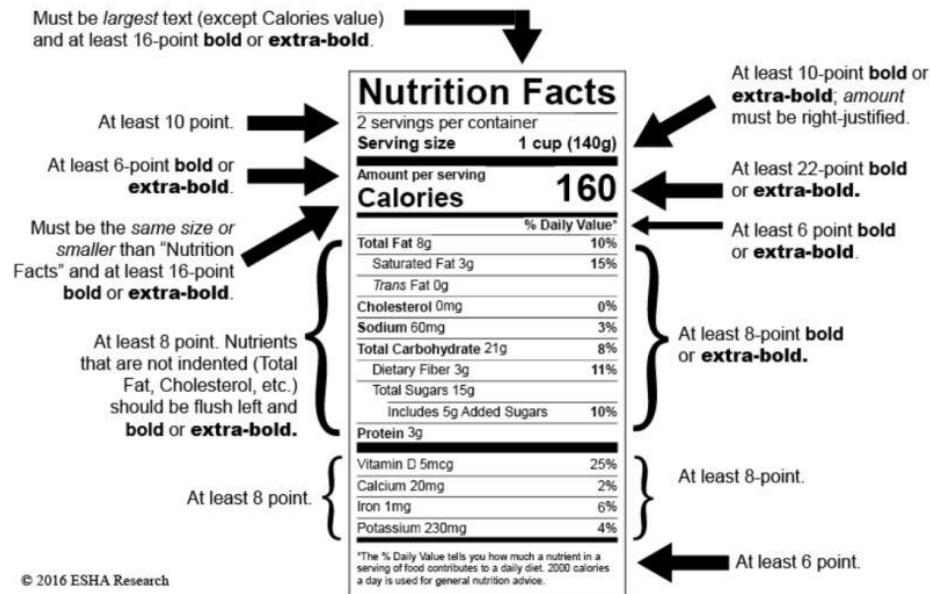 Must be largest text (except Calories value)
and at least 16-point bold or extra-bold.
At least 10 point.
At least 6-point bold or
extra-bold.
Must be the same size or
smaller than “Nutrition
Facts” and at least 16-point
bold or extra-bold.
At least 8 point. Nutrients
that are not indented (Total
Fat, Cholesterol, etc.)
should be flush left and
bold or extra-bold.
At least 8 point.
© 2016 ESHA Research
Nutrition Facts
2 servings per container
Serving size 1 cup (140g)
Amount per serving
Calories 160
% Daily Value*
Total Fat 8g 10%
Saturated Fat 3g 15%
Trans Fat 0g
Cholesterol 0mg 0%
Sodium 60mg 3%
Total Carbohydrate 21g 8%
Dietary Fiber 3g 11%
Total Sugars 15g
Includes 5g Added Sugars 10%
Protein 3g
Vitamin D 5mcg 25%
Calcium 20mg 2%
Iron 1mg 6%
Potassium 230mg 4%
*The % Daily Value tells you how much a nutrient in a
serving of food contributes to a daily diet. 2000 calories
a day is used for general nutrition advice.
At least 10-point bold or
extra-bold; amount
must be right-justified.
At least 22-point bold
or extra-bold.
At least 6 point bold
or extra-bold.
At least 8-point bold
or extra-bold.
At least 8-point.
At least 6 point.